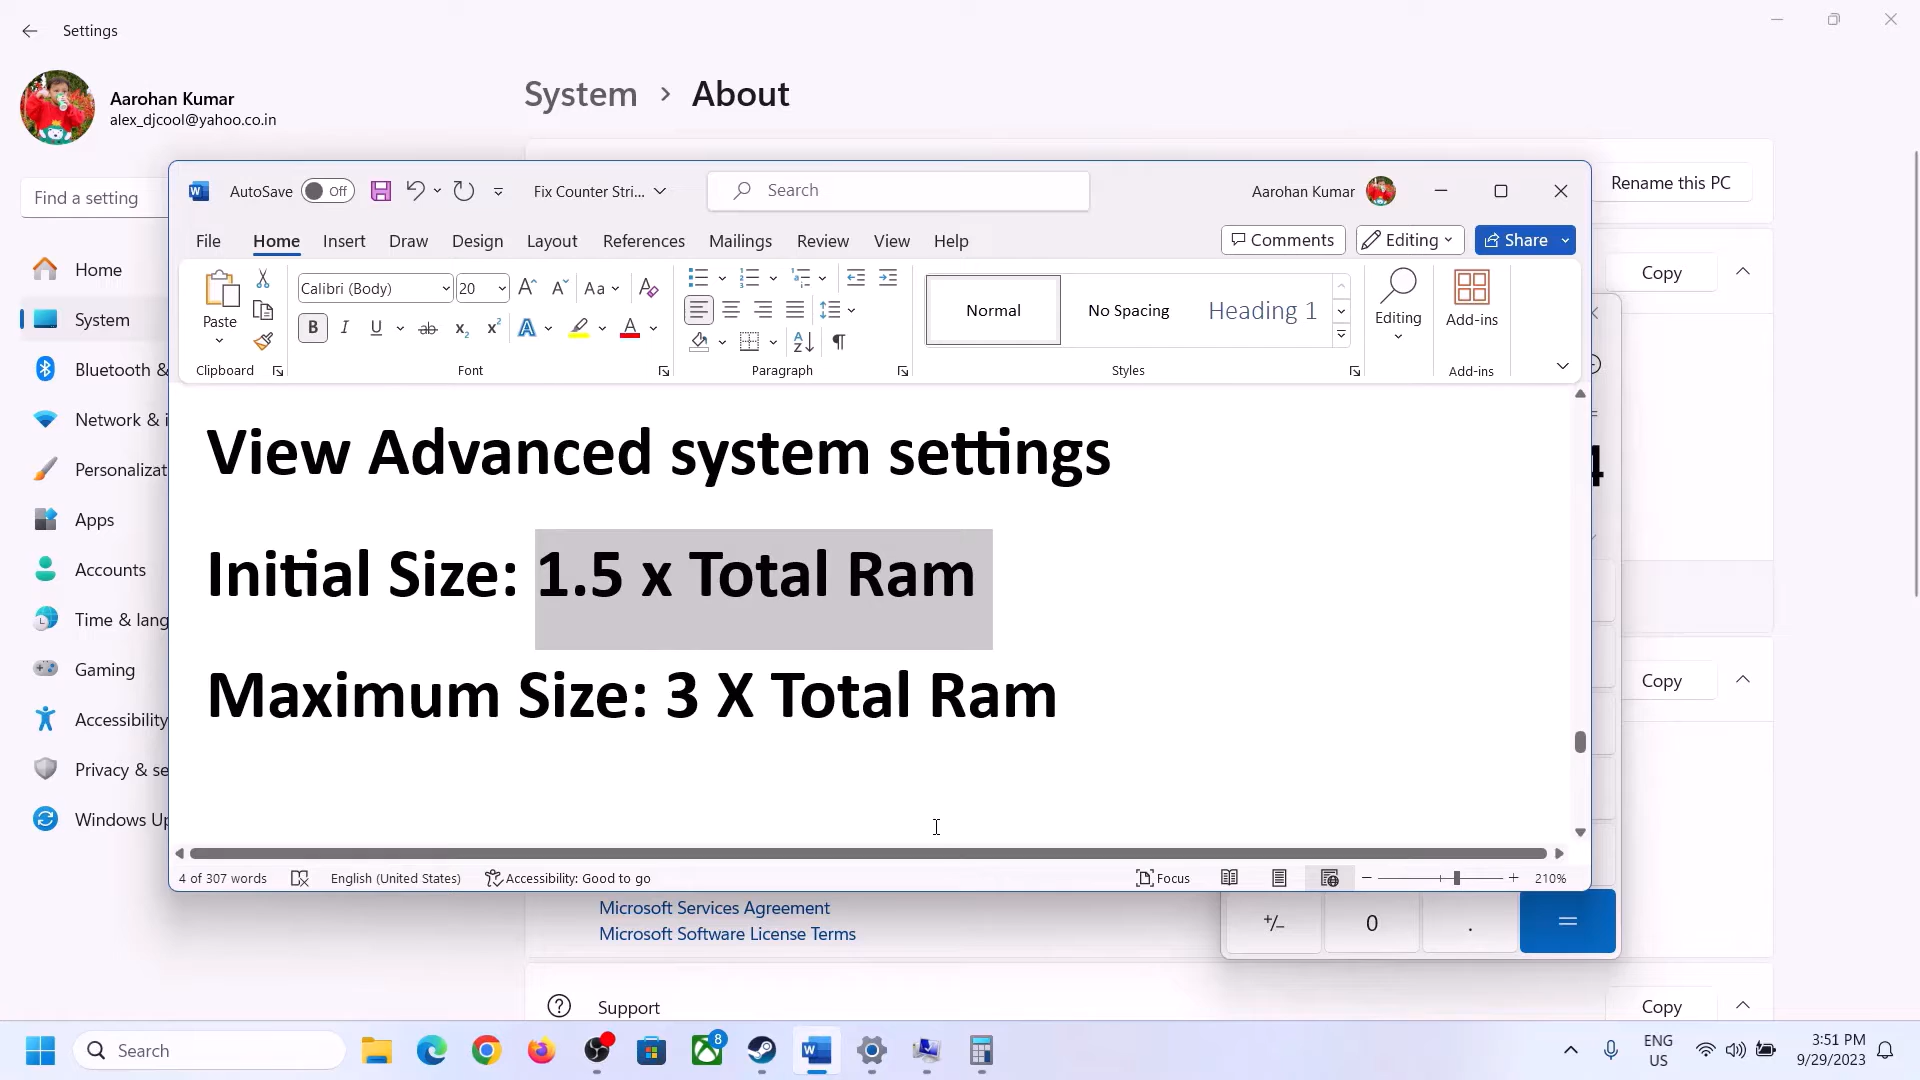 Settings
Aarohan Kumar
alex_djcool@yahoo.co.in
System > About
Find a setting
Rename this PC
Home
System
Bluetooth &
Network & i
Personalizat
Apps
Accounts
Time & lang
Gaming
Accessibility
Privacy & se
Windows Up
AutoSave Off
Fix Counter Stri...
Search
Aarohan Kumar
File Home Insert Draw Design Layout References Mailings Review View Help
Comments Editing Share
Paste
Calibri (Body) 20
Normal No Spacing Heading 1
Editing
Add-ins
Clipboard Font Paragraph Styles Add-ins
View Advanced system settings
Initial Size: 1.5 x Total Ram
Maximum Size: 3 X Total Ram
4 of 307 words English (United States) Accessibility: Good to go Focus 210%
Copy
4
Copy
+/− 0 . =
Microsoft Services Agreement
Microsoft Software License Terms
Support
Copy
Search
8
ENG
US
3:51 PM
9/29/2023